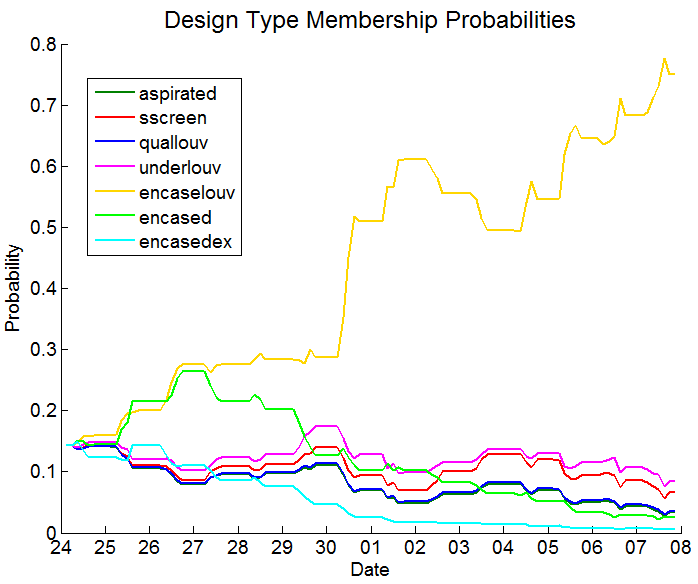 Design Type Membership Probabilities
0.8
0.7
0.6
0.5
0.4
0.3
0.2
0.1
0
Probability
aspirated
sscreen
quallouv
underlouv
encaselouv
encased
encasedex
24 25 26 27 28 29 30 01 02 03 04 05 06 07 08
Date